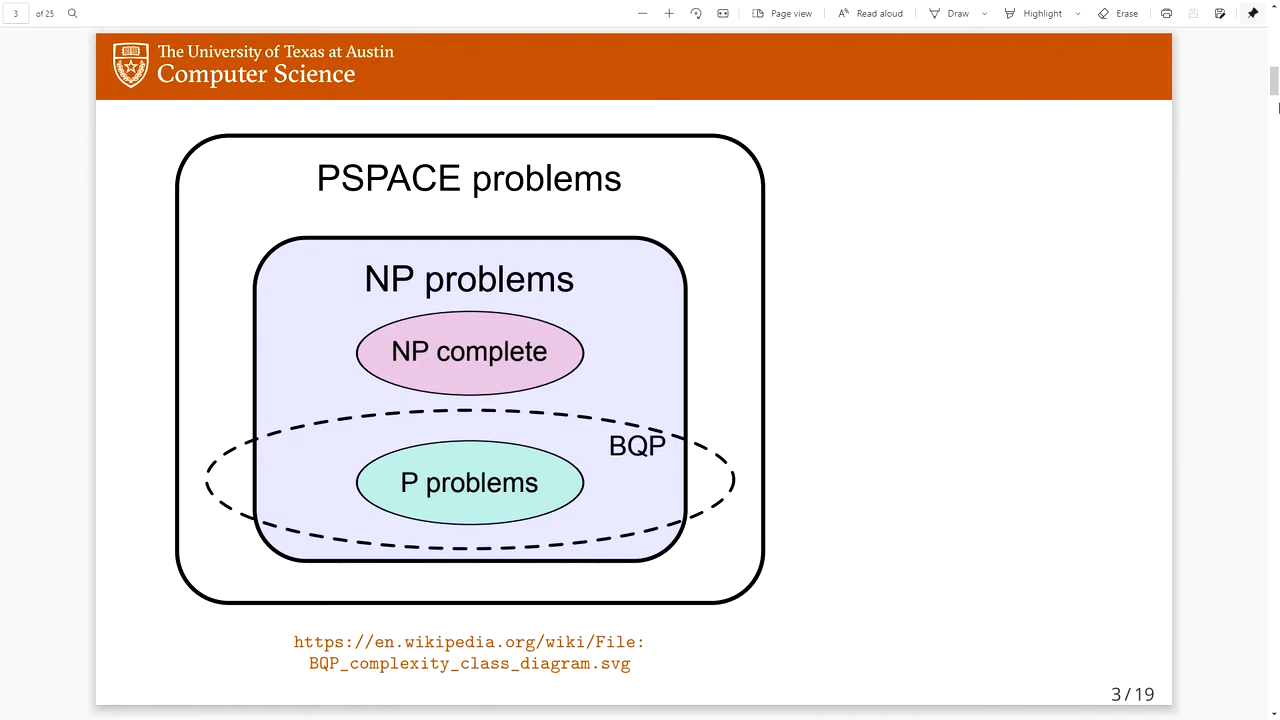 3 of 25 Page view Read aloud Draw Highlight Erase
The University of Texas at Austin
Computer Science
PSPACE problems
NP problems
NP complete
BQP
P problems
https://en.wikipedia.org/wiki/File:
BQP_complexity_class_diagram.svg
3 / 19